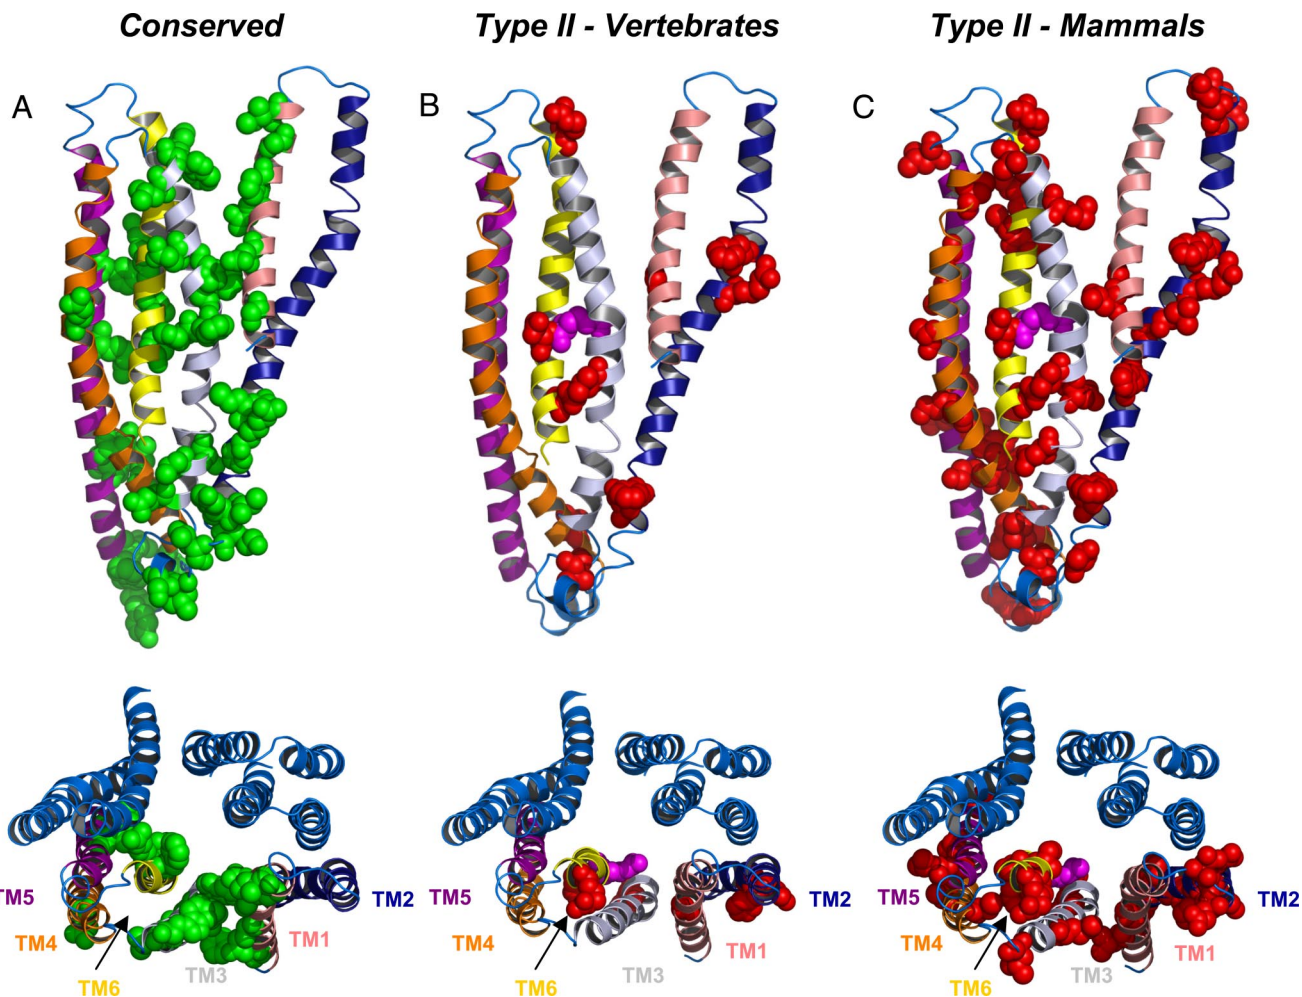 Conserved
Type II - Vertebrates
Type II - Mammals
A
B
C
TM5
TM2
TM4
TM1
TM3
TM6
TM5
TM2
TM4
TM1
TM3
TM6
TM5
TM2
TM4
TM1
TM3
TM6